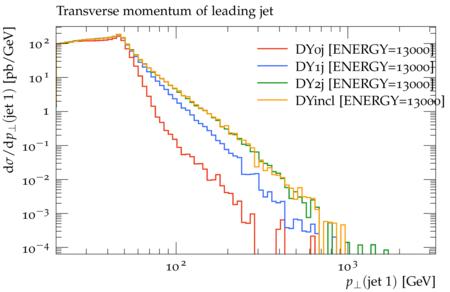 Transverse momentum of leading jet
dσ/dp⊥(jet 1) [pb/GeV]
DY0j [ENERGY=13000]
DY1j [ENERGY=13000]
DY2j [ENERGY=13000]
DYincl [ENERGY=13000]
10²
10¹
1
10⁻¹
10⁻²
10⁻³
10⁻⁴
10² 10³
p⊥(jet 1) [GeV]